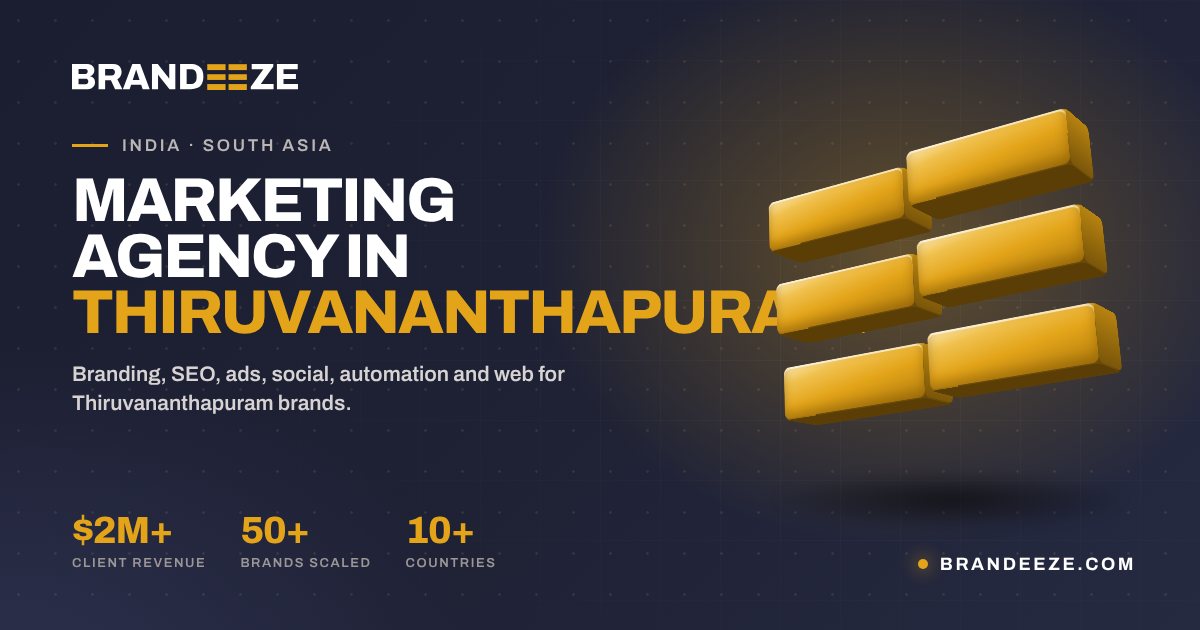 BRANDEEZE
INDIA · SOUTH ASIA
MARKETING
AGENCY IN
THIRUVANANTHAPURA
Branding, SEO, ads, social, automation and web for
Thiruvananthapuram brands.
$2M+ 50+ 10+
CLIENT REVENUE BRANDS SCALED COUNTRIES
BRANDEEZE.COM